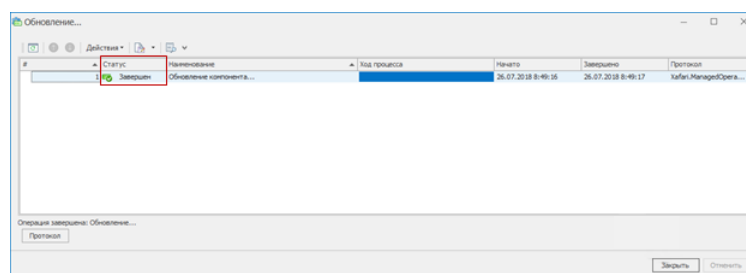 Обновление...
Действия
# Статус Наименование Ход процесса Начато Завершено Протокол
1 Завершен Обновление компонента... 26.07.2018 8:49:16 26.07.2018 8:49:17 Xafari.ManagedOpera...
Операция завершена: Обновление...
Протокол
Закрыть Отменить